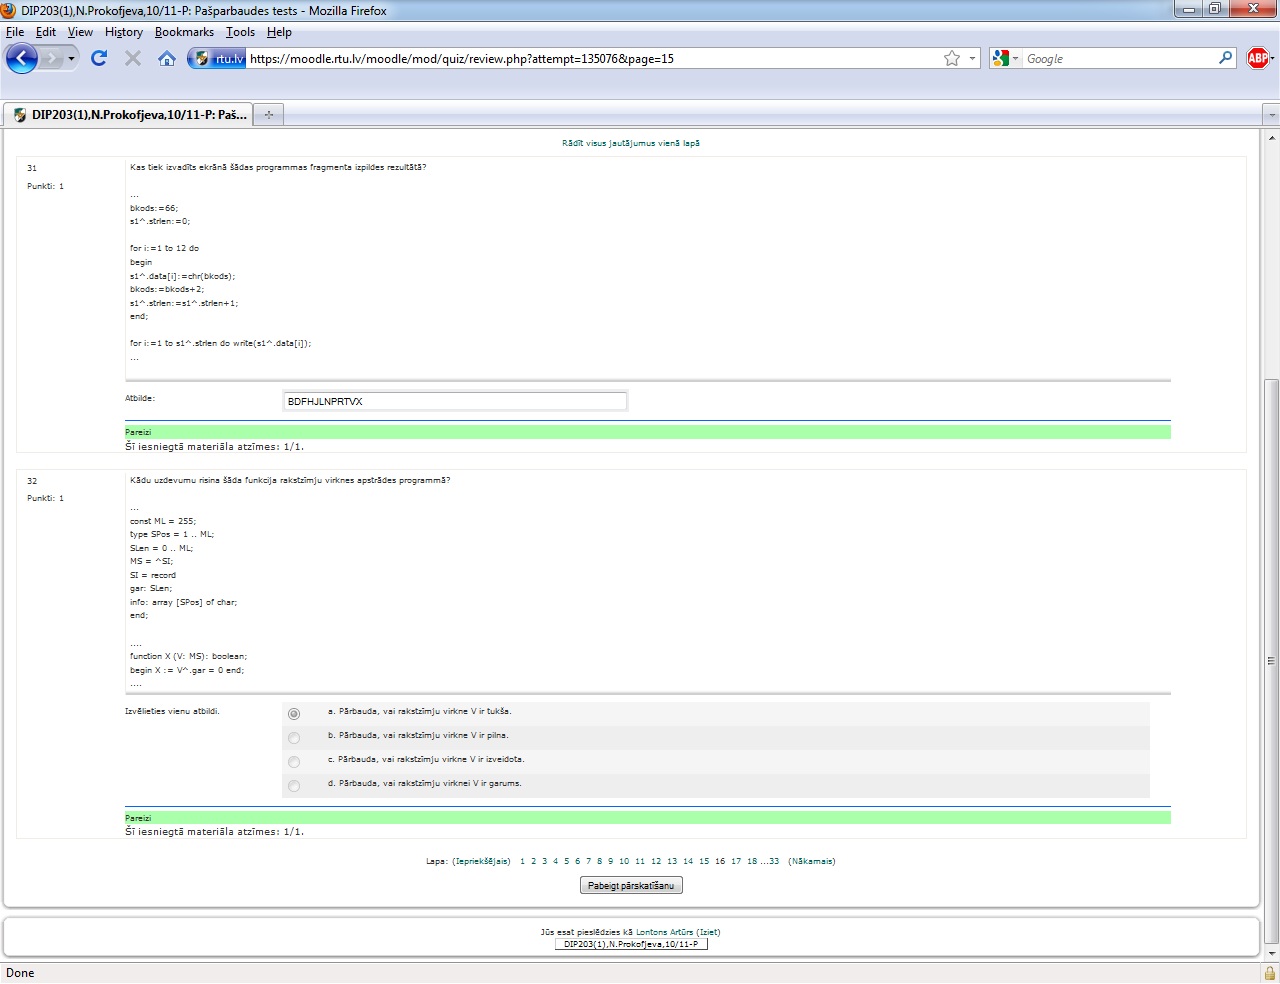 DIP203(1),N.Prokofjeva,10/11-P: Pašparbaudes tests - Mozilla Firefox
File Edit View History Bookmarks Tools Help
rtu.lv https://moodle.rtu.lv/moodle/mod/quiz/review.php?attempt=135076&page=15
Google
ABP
DIP203(1),N.Prokofjeva,10/11-P: Paš...
Rādīt visus jautājumus vienā lapā
31
Punkti: 1
Kas tiek izvadīts ekrānā šādas programmas fragmenta izpildes rezultātā?
...
bkods:=66;
s1^.strlen:=0;
for i:=1 to 12 do
begin
s1^.data[i]:=chr(bkods);
bkods:=bkods+2;
s1^.strlen:=s1^.strlen+1;
end;
for i:=1 to s1^.strlen do write(s1^.data[i]);
...
Atbilde:
BDFHJLNPRTVX
Pareizi
Šī iesniegtā materiāla atzīmes: 1/1.
32
Punkti: 1
Kādu uzdevumu risina šāda funkcija rakstzīmju virknes apstrādes programmā?
...
const ML = 255;
type SPos = 1 .. ML;
SLen = 0 .. ML;
MS = ^SI;
SI = record
gar: SLen;
info: array [SPos] of char;
end;
....
function X (V: MS): boolean;
begin X := V^.gar = 0 end;
....
Izvēlieties vienu atbildi.
a. Pārbauda, vai rakstzīmju virkne V ir tukša.
b. Pārbauda, vai rakstzīmju virkne V ir pilna.
c. Pārbauda, vai rakstzīmju virkne V ir izveidota.
d. Pārbauda, vai rakstzīmju virknei V ir garums.
Pareizi
Šī iesniegtā materiāla atzīmes: 1/1.
Lapa: (Iepriekšējais) 1 2 3 4 5 6 7 8 9 10 11 12 13 14 15 16 17 18 ...33 (Nākamais)
Pabeigt pārskatīšanu
Jūs esat pieslēdzies kā Lontons Artūrs (Iziet)
DIP203(1),N.Prokofjeva,10/11-P
Done